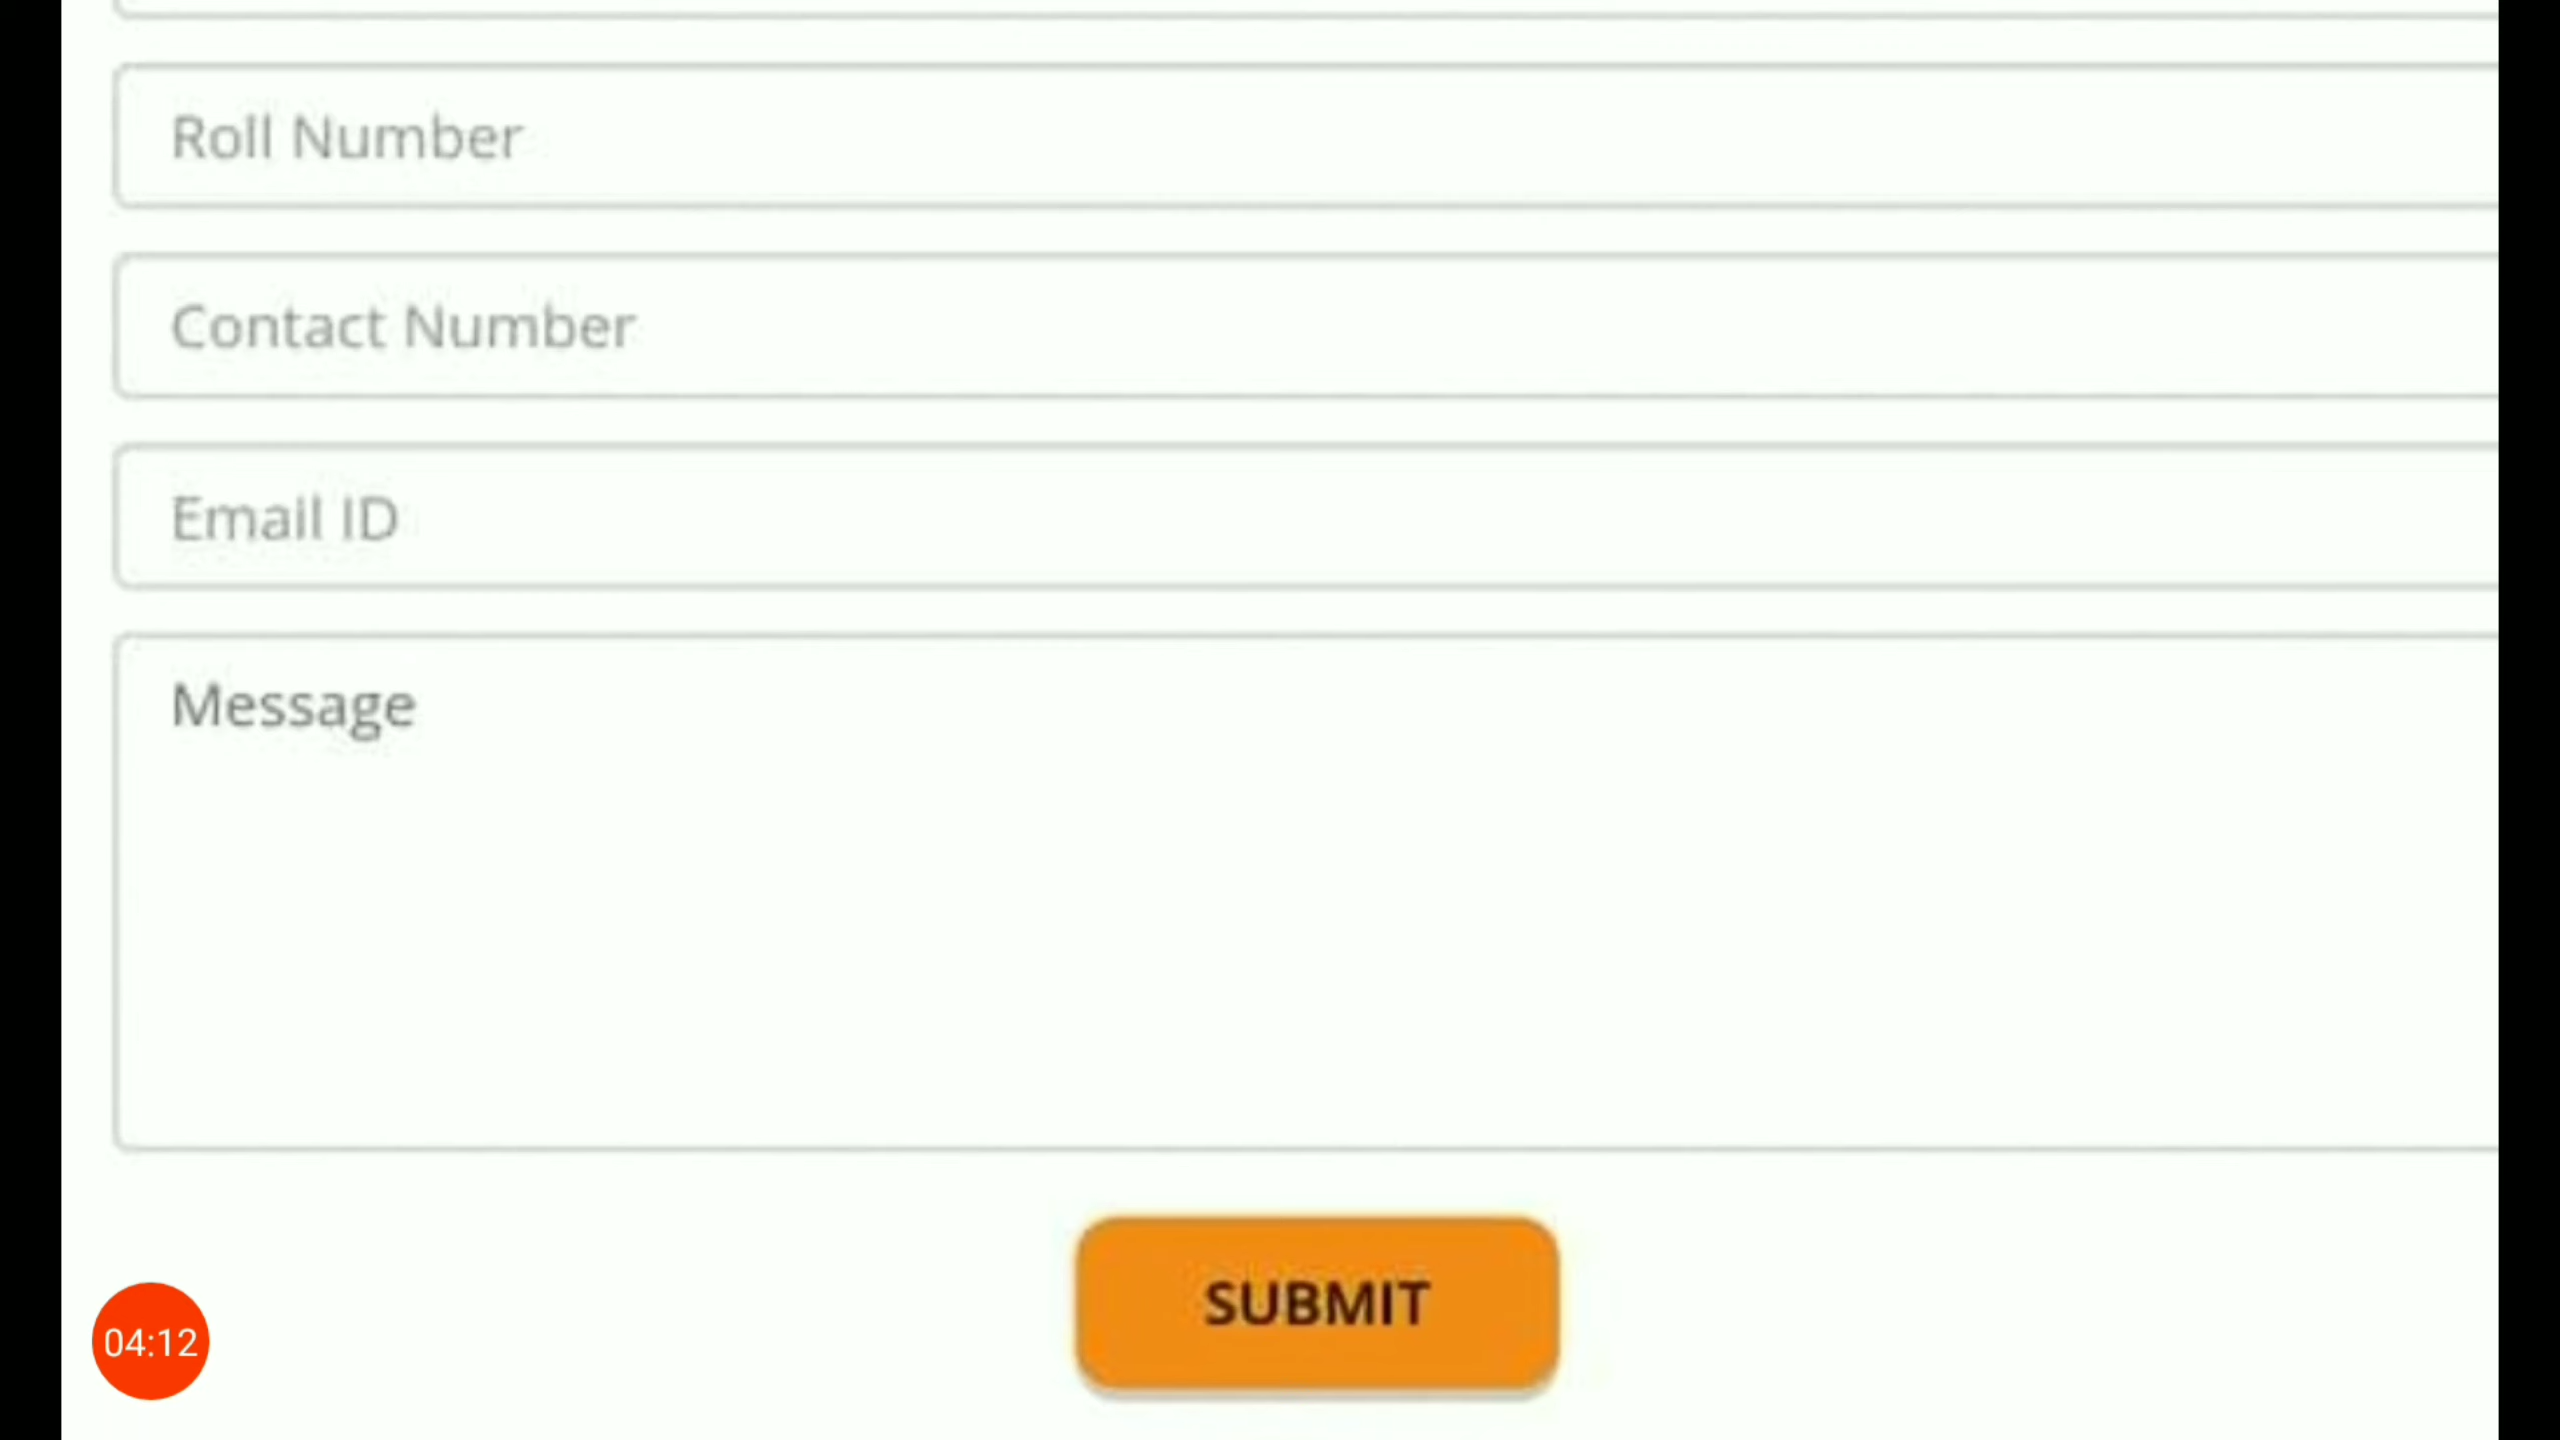 Roll Number
Contact Number
Email ID
Message
SUBMIT
04:12